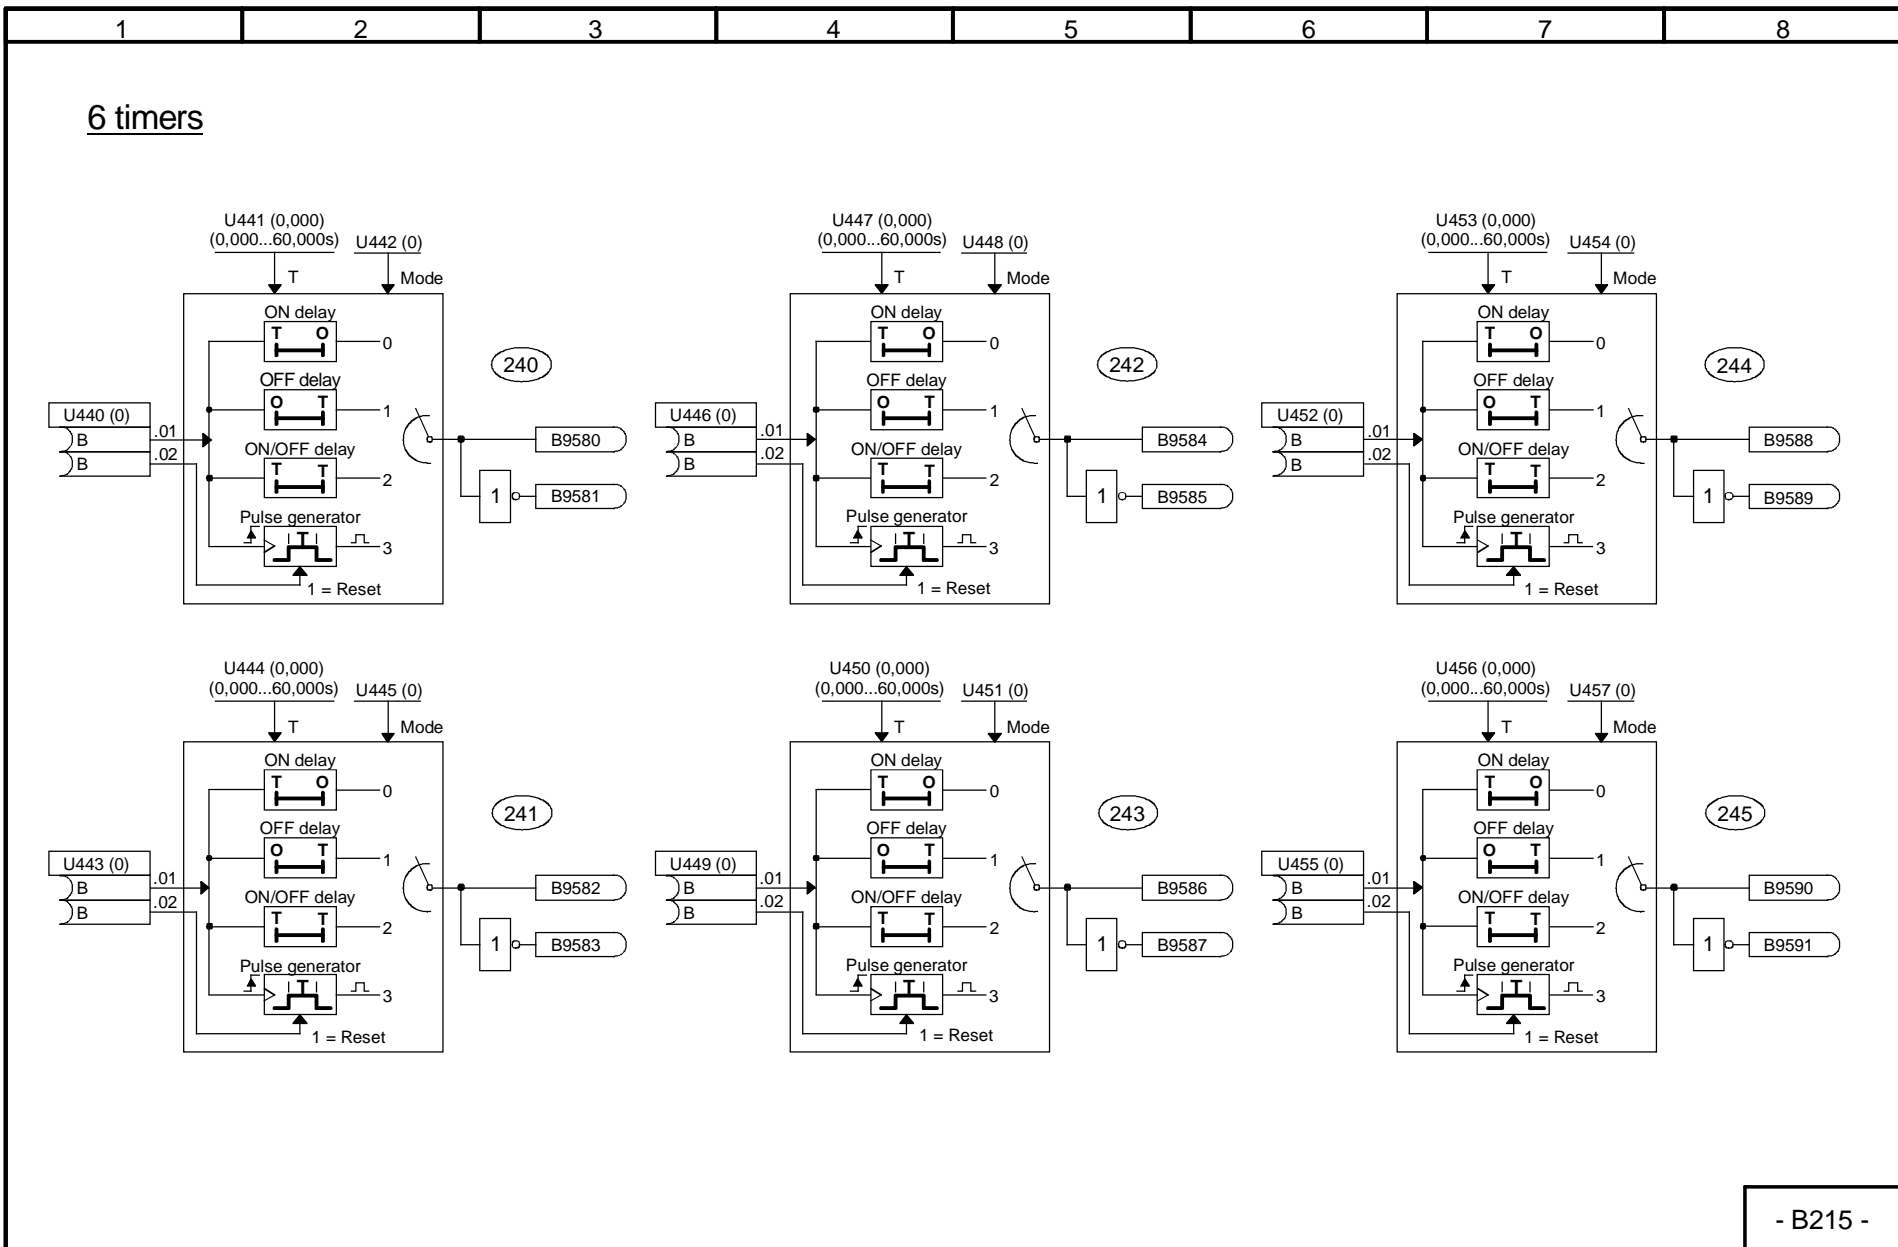 1 2 3 4 5 6 7 8
6 timers
U441 (0,000)
(0,000...60,000s) U442 (0)
T Mode
ON delay
T O
0
240
OFF delay
O T
1
U440 (0)
B .01
B .02
ON/OFF delay
T T
2
B9580
1 B9581
Pulse generator
T
3
1 = Reset
U447 (0,000)
(0,000...60,000s) U448 (0)
T Mode
ON delay
T O
0
242
OFF delay
O T
1
U446 (0)
B .01
B .02
ON/OFF delay
T T
2
B9584
1 B9585
Pulse generator
T
3
1 = Reset
U453 (0,000)
(0,000...60,000s) U454 (0)
T Mode
ON delay
T O
0
244
OFF delay
O T
1
U452 (0)
B .01
B .02
ON/OFF delay
T T
2
B9588
1 B9589
Pulse generator
T
3
1 = Reset
U444 (0,000)
(0,000...60,000s) U445 (0)
T Mode
ON delay
T O
0
241
OFF delay
O T
1
U443 (0)
B .01
B .02
ON/OFF delay
T T
2
B9582
1 B9583
Pulse generator
T
3
1 = Reset
U450 (0,000)
(0,000...60,000s) U451 (0)
T Mode
ON delay
T O
0
243
OFF delay
O T
1
U449 (0)
B .01
B .02
ON/OFF delay
T T
2
B9586
1 B9587
Pulse generator
T
3
1 = Reset
U456 (0,000)
(0,000...60,000s) U457 (0)
T Mode
ON delay
T O
0
245
OFF delay
O T
1
U455 (0)
B .01
B .02
ON/OFF delay
T T
2
B9590
1 B9591
Pulse generator
T
3
1 = Reset
- B215 -